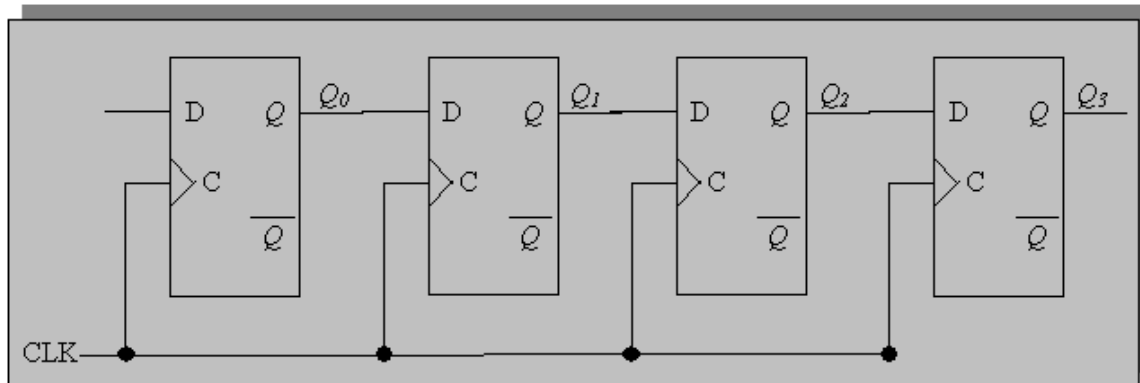 Q0 Q1 Q2 Q3
D Q D Q D Q D Q
C C C C
Q̅ Q̅ Q̅ Q̅
CLK